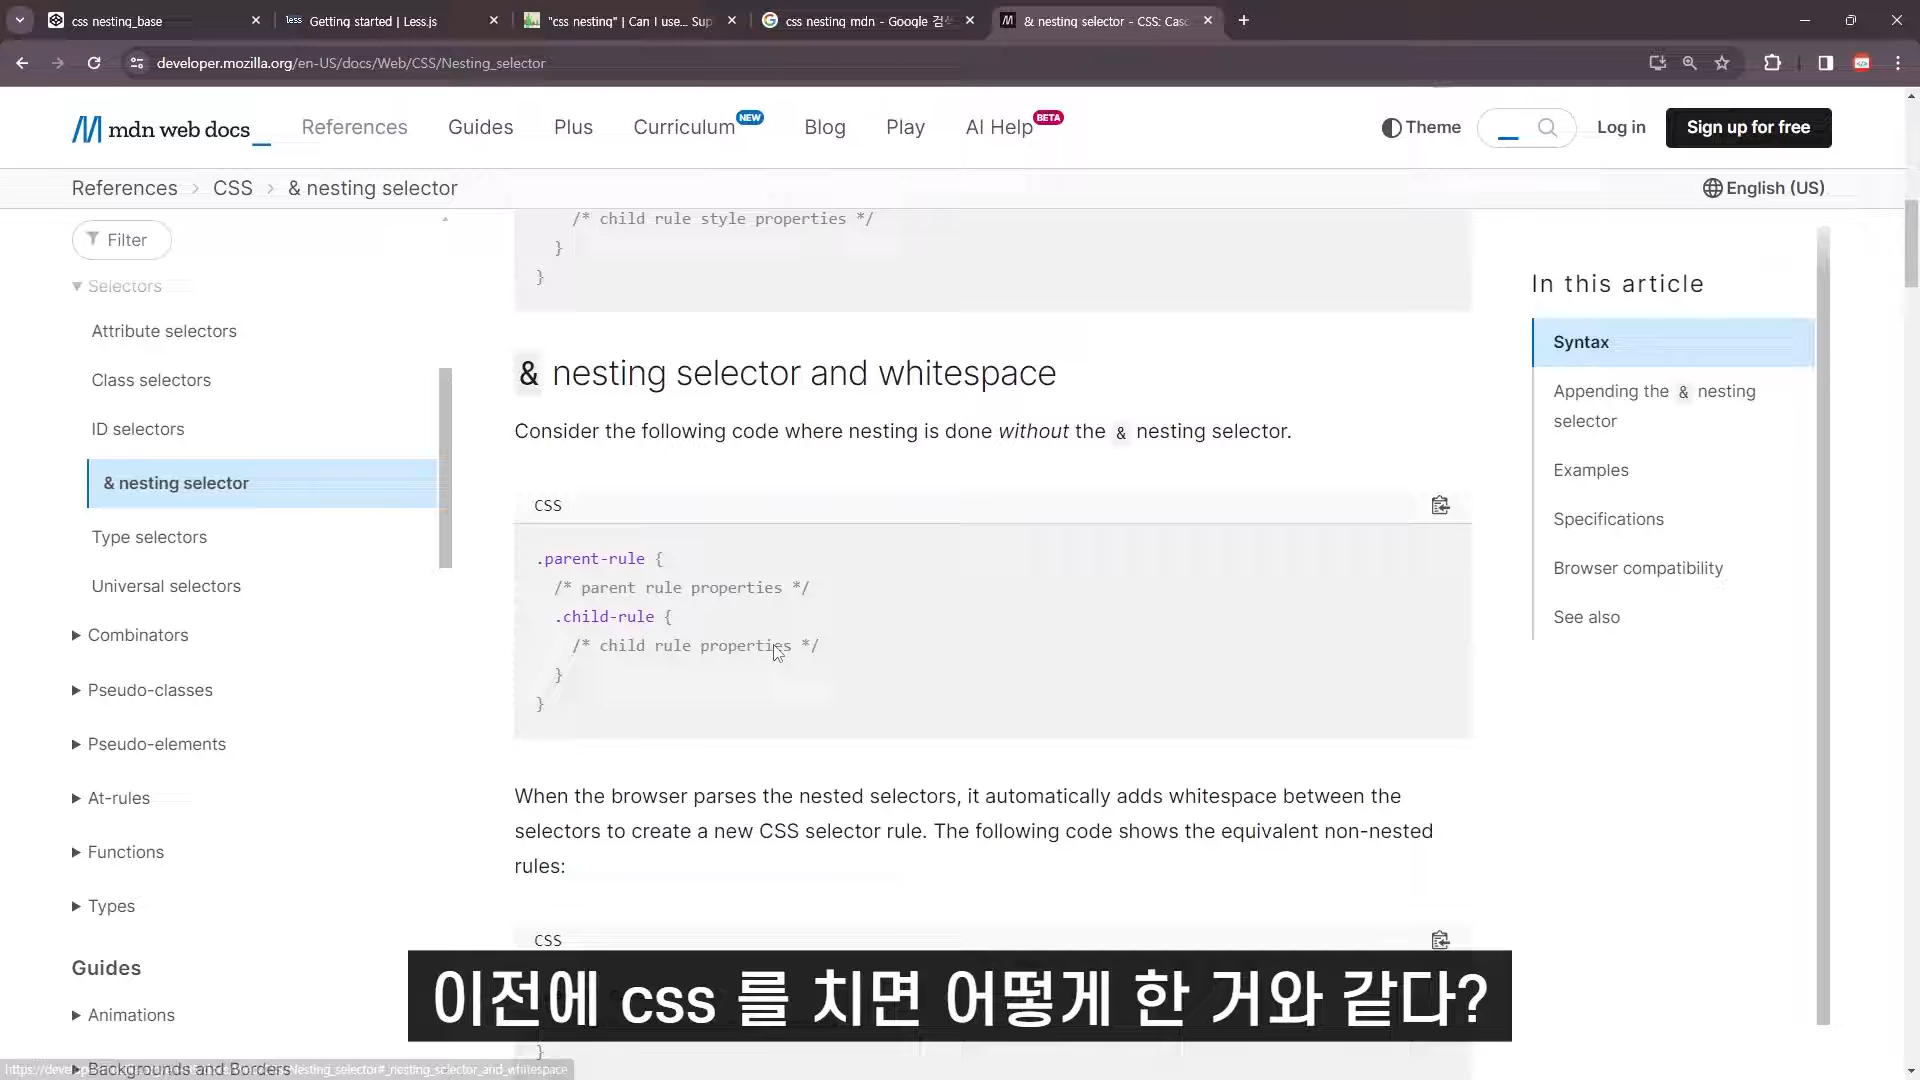 css nesting_base
less Getting started | Less.js
"css nesting" | Can I use... Sup
css nesting mdn - Google 검색
& nesting selector - CSS: Casc
developer.mozilla.org/en-US/docs/Web/CSS/Nesting_selector
mdn web docs_
References
Guides
Plus
Curriculum NEW
Blog
Play
AI Help BETA
Theme
Log in
Sign up for free
References > CSS > & nesting selector
English (US)
Filter
Selectors
Attribute selectors
Class selectors
ID selectors
& nesting selector
Type selectors
Universal selectors
Combinators
Pseudo-classes
Pseudo-elements
At-rules
Functions
Types
Guides
Animations
Backgrounds and Borders
/* child rule style properties */
}
}
& nesting selector and whitespace
Consider the following code where nesting is done without the & nesting selector.
CSS
.parent-rule {
/* parent rule properties */
.child-rule {
/* child rule properties */
}
}
When the browser parses the nested selectors, it automatically adds whitespace between the
selectors to create a new CSS selector rule. The following code shows the equivalent non-nested
rules:
CSS
}
In this article
Syntax
Appending the & nesting
selector
Examples
Specifications
Browser compatibility
See also
이전에 css 를 치면 어떻게 한 거와 같다?